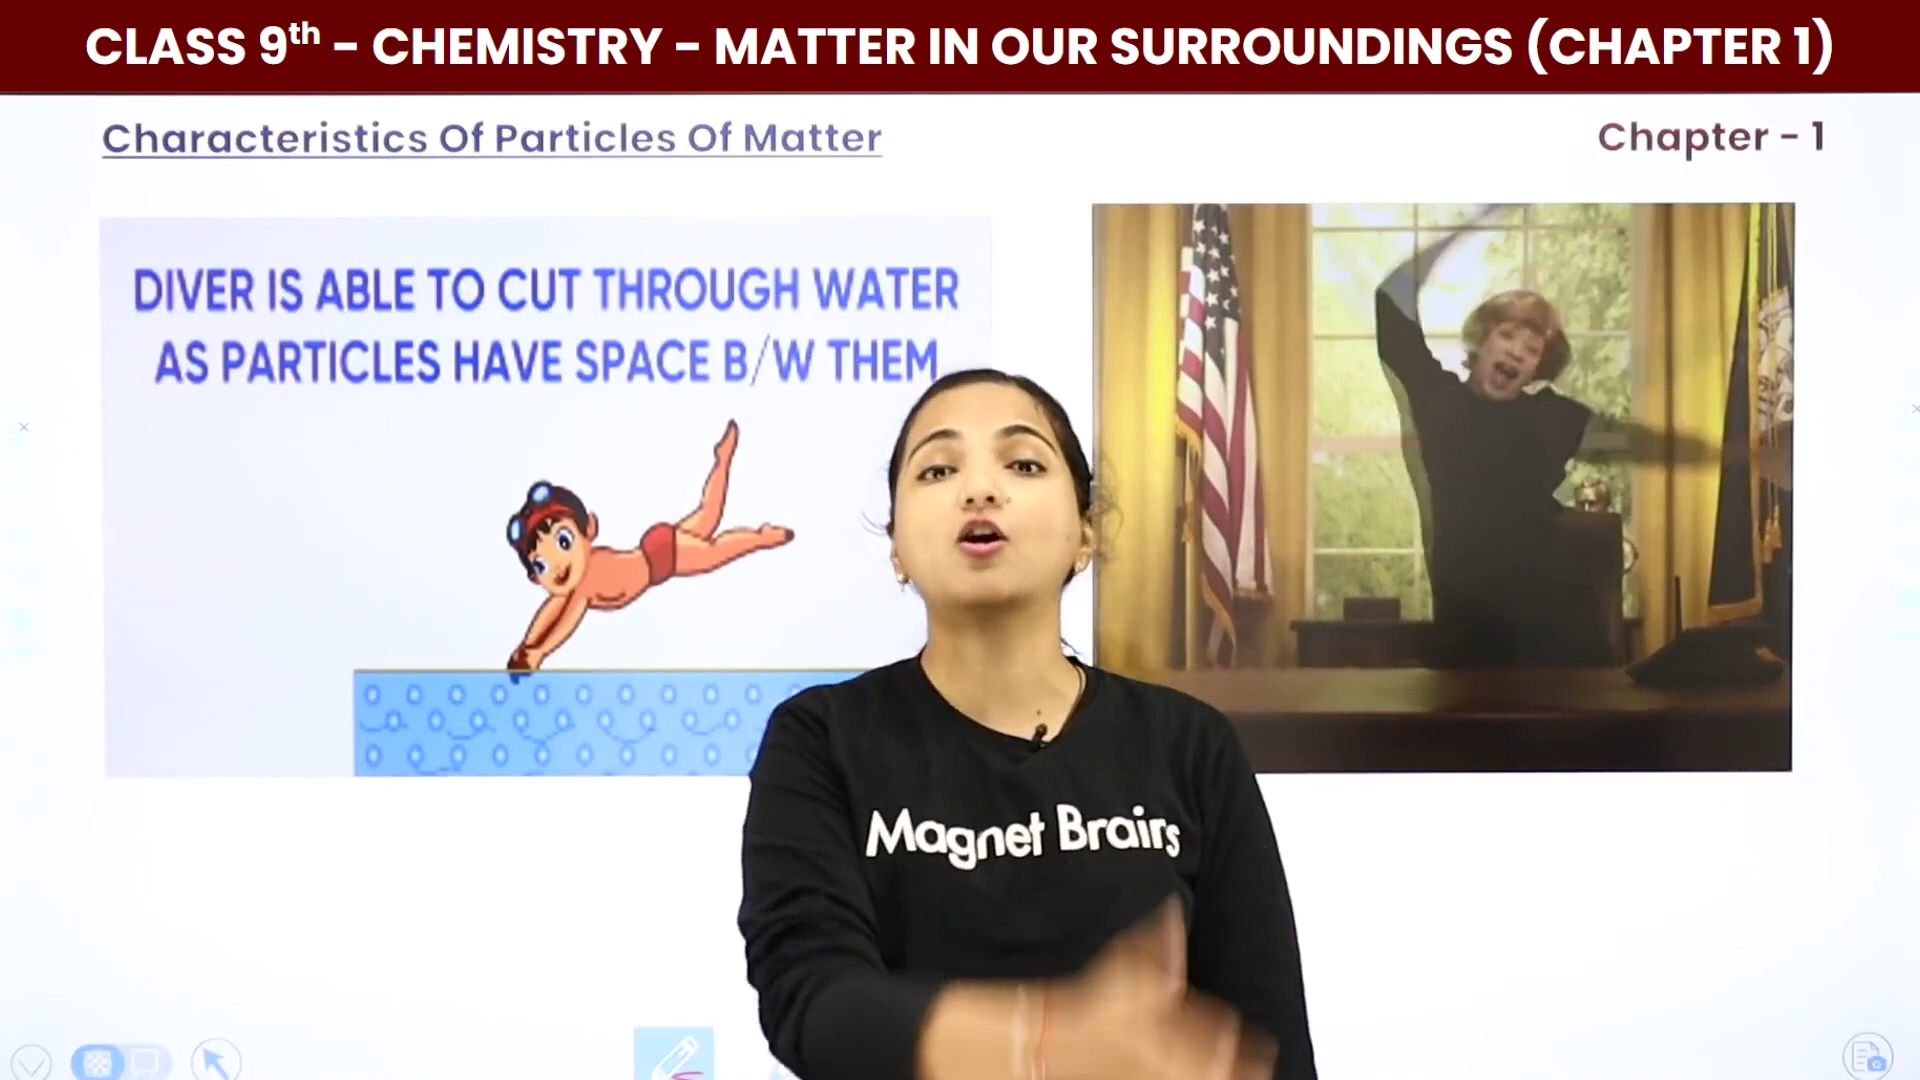 CLASS 9th – CHEMISTRY – MATTER IN OUR SURROUNDINGS (CHAPTER 1)
Characteristics Of Particles Of Matter
Chapter - 1
DIVER IS ABLE TO CUT THROUGH WATER
AS PARTICLES HAVE SPACE B/W THEM
Magnet Brains